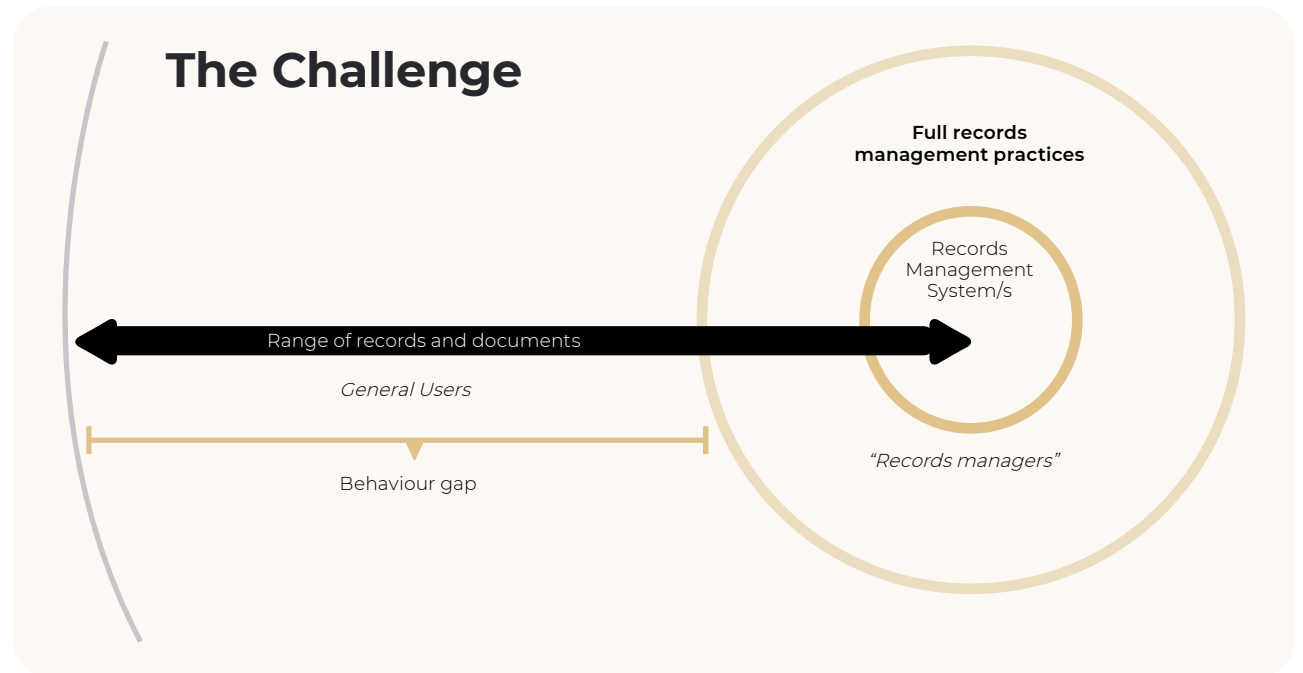 The Challenge
Full records
management practices
Records
Management
System/s
Range of records and documents
General Users
“Records managers”
Behaviour gap